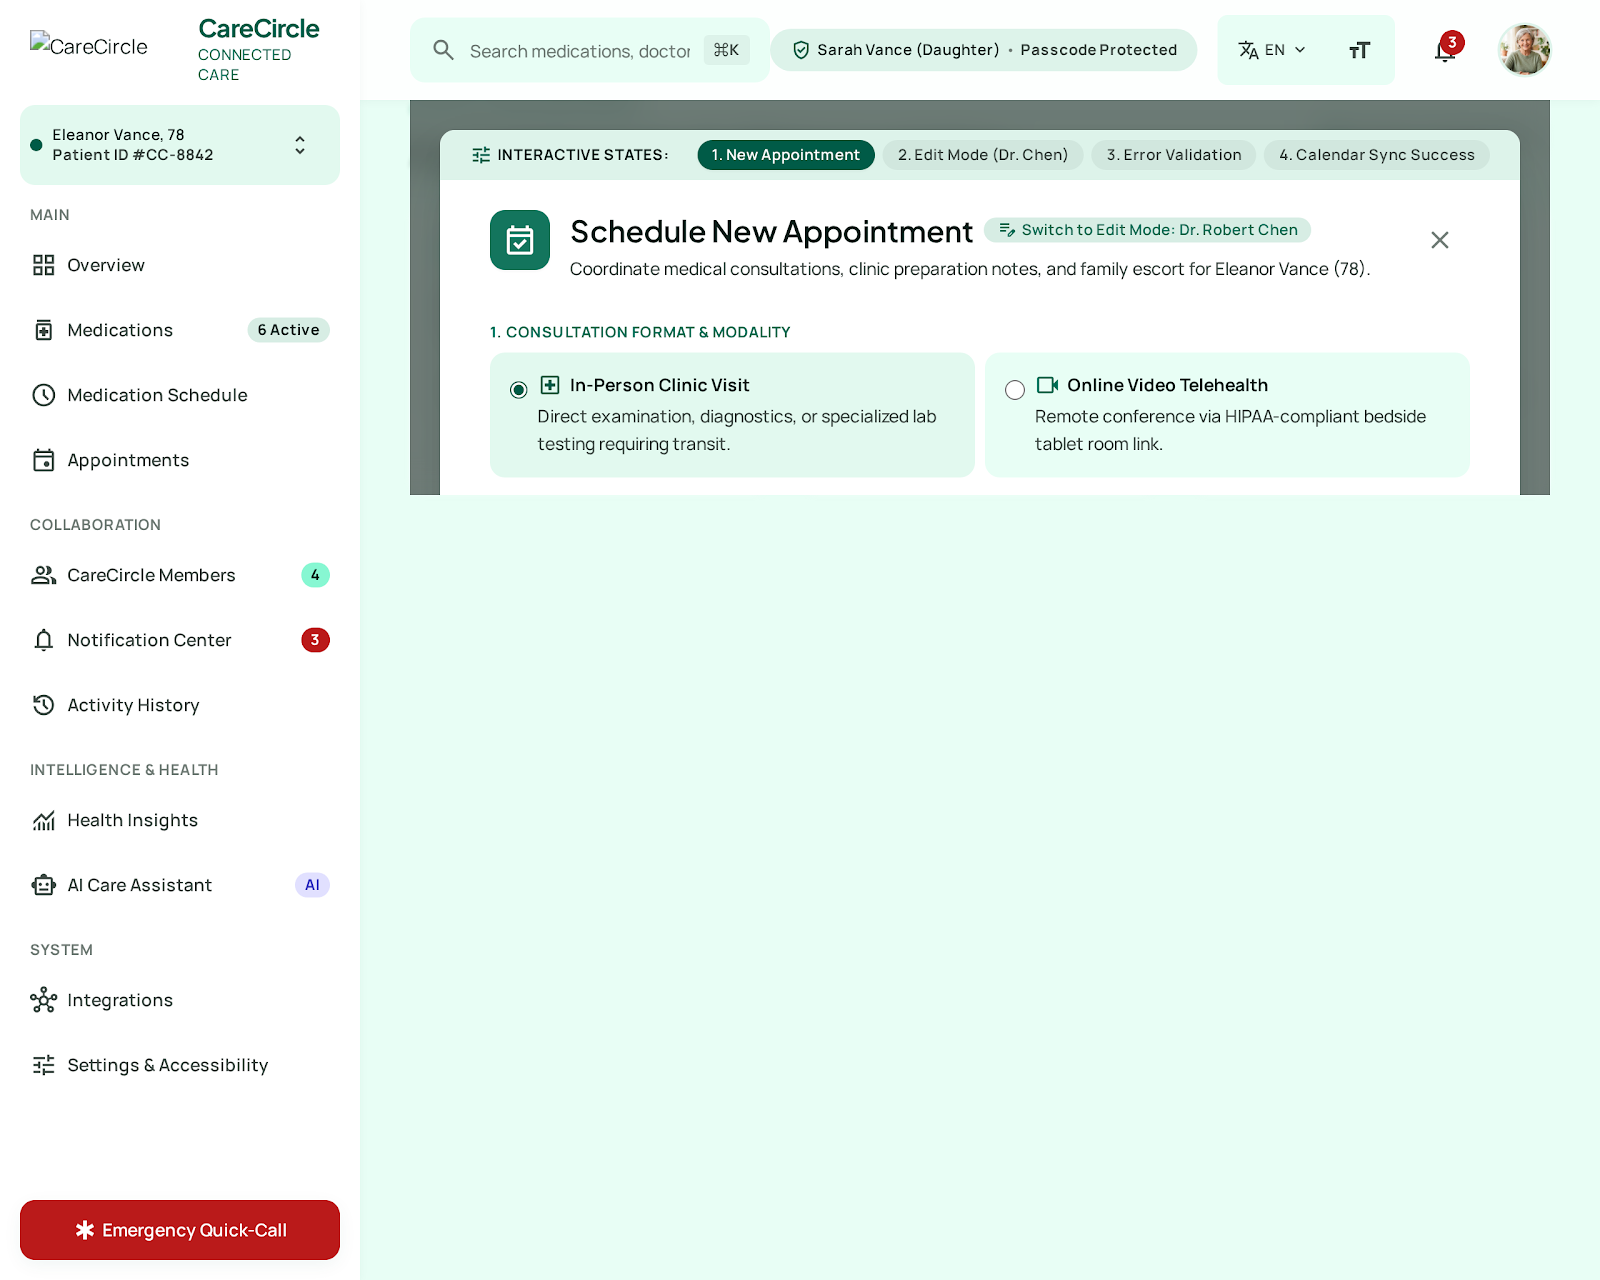 CareCircle
CareCircle
CONNECTED
CARE
Search medications, doctor
⌘K
Sarah Vance (Daughter) • Passcode Protected
EN
3
Eleanor Vance, 78
Patient ID #CC-8842
MAIN
Overview
Medications
6 Active
Medication Schedule
Appointments
COLLABORATION
CareCircle Members
4
Notification Center
3
Activity History
INTELLIGENCE & HEALTH
Health Insights
AI Care Assistant
AI
SYSTEM
Integrations
Settings & Accessibility
Emergency Quick-Call
INTERACTIVE STATES:
1. New Appointment
2. Edit Mode (Dr. Chen)
3. Error Validation
4. Calendar Sync Success
Schedule New Appointment
Switch to Edit Mode: Dr. Robert Chen
Coordinate medical consultations, clinic preparation notes, and family escort for Eleanor Vance (78).
1. CONSULTATION FORMAT & MODALITY
In-Person Clinic Visit
Direct examination, diagnostics, or specialized lab
testing requiring transit.
Online Video Telehealth
Remote conference via HIPAA-compliant bedside
tablet room link.